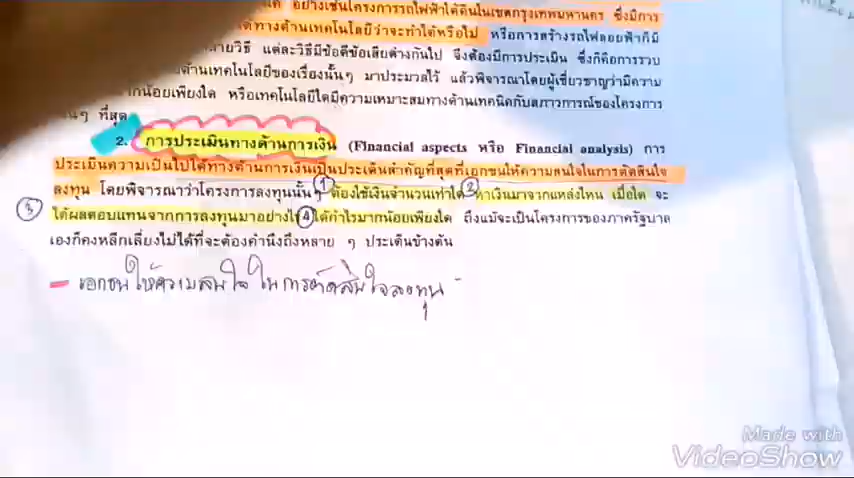 อย่างเช่นโครงการรถไฟฟ้าใต้ดินในเขตกรุงเทพมหานคร ซึ่งมีการ
ทางด้านเทคโนโลยีว่าจะทำได้หรือไม่ หรือการสร้างรถไฟลอยฟ้าก็มี
วิธี แต่ละวิธีมีข้อดีข้อเสียต่างกันไป จึงต้องมีการประเมิน ซึ่งก็คือการรวบ
ด้านเทคโนโลยีของเรื่องนั้นๆ มาประมวลไว้ แล้วพิจารณาโดยผู้เชี่ยวชาญว่ามีความ
น้อยเพียงใด หรือเทคโนโลยีใดมีความเหมาะสมทางด้านเทคนิคกับสภาวการณ์ของโครงการ
ที่สุด
2. การประเมินทางด้านการเงิน (Financial aspects หรือ Financial analysis) การ
ประเมินความเป็นไปได้ทางด้านการเงินเป็นประเด็นสำคัญที่สุดที่เอกชนให้ความสนใจในการตัดสินใจ
ลงทุน โดยพิจารณาว่าโครงการลงทุนนั้นๆ 1 ต้องใช้เงินจำนวนเท่าใด 2 หาเงินมาจากแหล่งไหน เมื่อใด จะ
3 ได้ผลตอบแทนจากการลงทุนมาอย่างไร 4 ได้กำไรมากน้อยเพียงใด ถึงแม้จะเป็นโครงการของภาครัฐบาล
เองก็คงหลีกเลี่ยงไม่ได้ที่จะต้องคำนึงถึงหลาย ๆ ประเด็นข้างต้น
- เอกชนให้ความสนใจในการตัดสินใจลงทุน
Made with
VideoShow